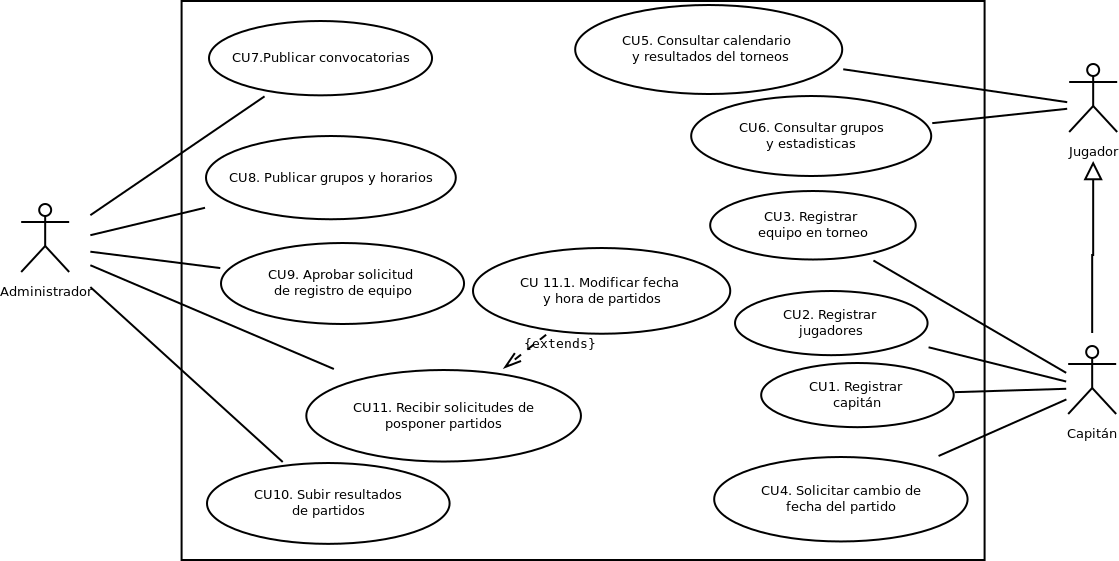 CU7.Publicar convocatorias
CU5. Consultar calendario
y resultados del torneos
CU6. Consultar grupos
y estadisticas
Jugador
CU8. Publicar grupos y horarios
CU3. Registrar
equipo en torneo
Administrador
CU9. Aprobar solicitud
de registro de equipo
CU 11.1. Modificar fecha
y hora de partidos
{extends}
CU2. Registrar
jugadores
CU1. Registrar
capitán
Capitán
CU11. Recibir solicitudes de
posponer partidos
CU10. Subir resultados
de partidos
CU4. Solicitar cambio de
fecha del partido